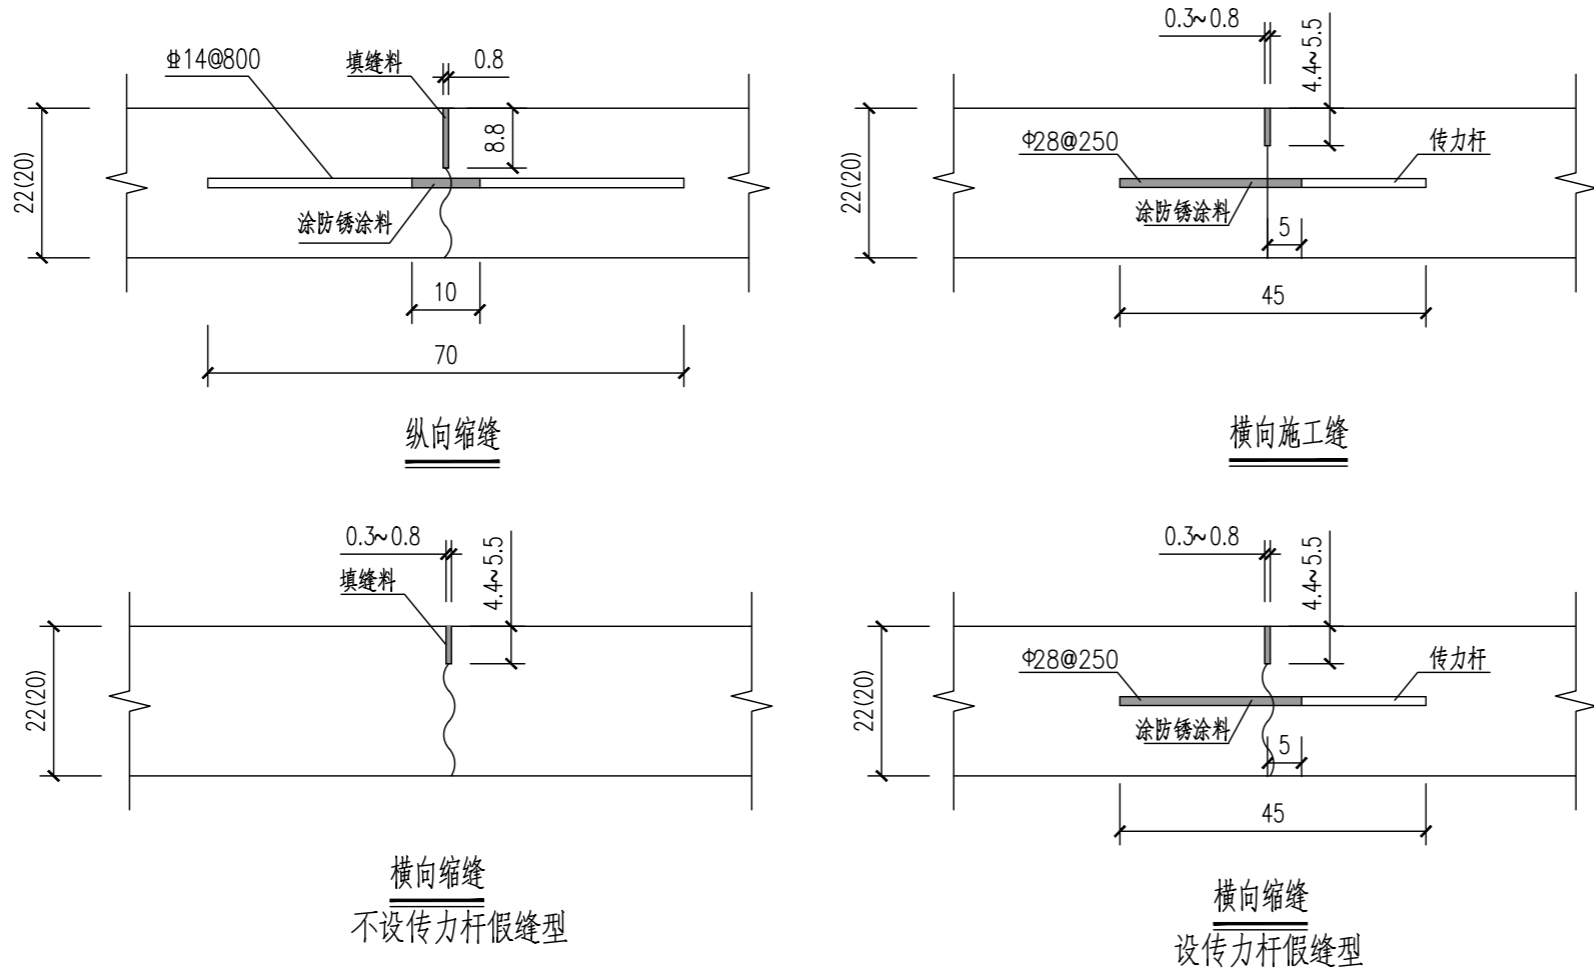 ⏀14@800
填缝料
0.8
8.8
22(20)
涂防锈涂料
10
70
纵向缩缝
0.3~0.8
4.4~5.5
Φ28@250
传力杆
22(20)
涂防锈涂料
5
45
横向施工缝
0.3~0.8
填缝料
4.4~5.5
22(20)
横向缩缝
不设传力杆假缝型
0.3~0.8
4.4~5.5
Φ28@250
传力杆
22(20)
涂防锈涂料
5
45
横向缩缝
设传力杆假缝型